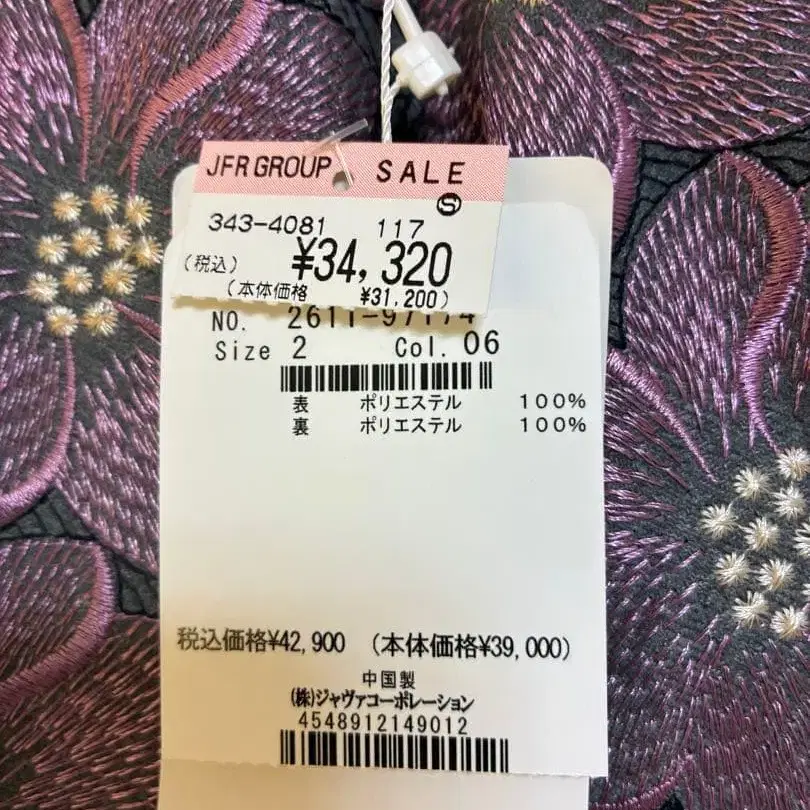 JFR GROUP SALE
Ⓢ
343-4081 117
(税込) ¥34,320
(本体価格 ¥31,200)
NO.
Size 2 Col. 06
表 ポリエステル 100%
裏 ポリエステル 100%
税込価格¥42,900 (本体価格¥39,000)
中国製
(株)ジャヴァコーポレーション
4548912149012